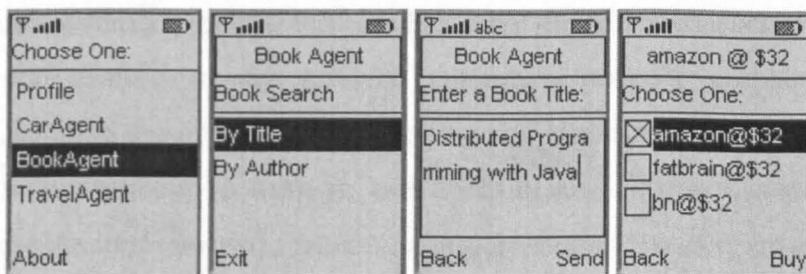 Choose One:
Profile
CarAgent
BookAgent
TravelAgent
About
Book Agent
Book Search
By Title
By Author
Exit
abc
Book Agent
Enter a Book Title:
Distributed Progra
mming with Java
Back Send
amazon @ $32
Choose One:
amazon@$32
fatbrain@$32
bn@$32
Back Buy